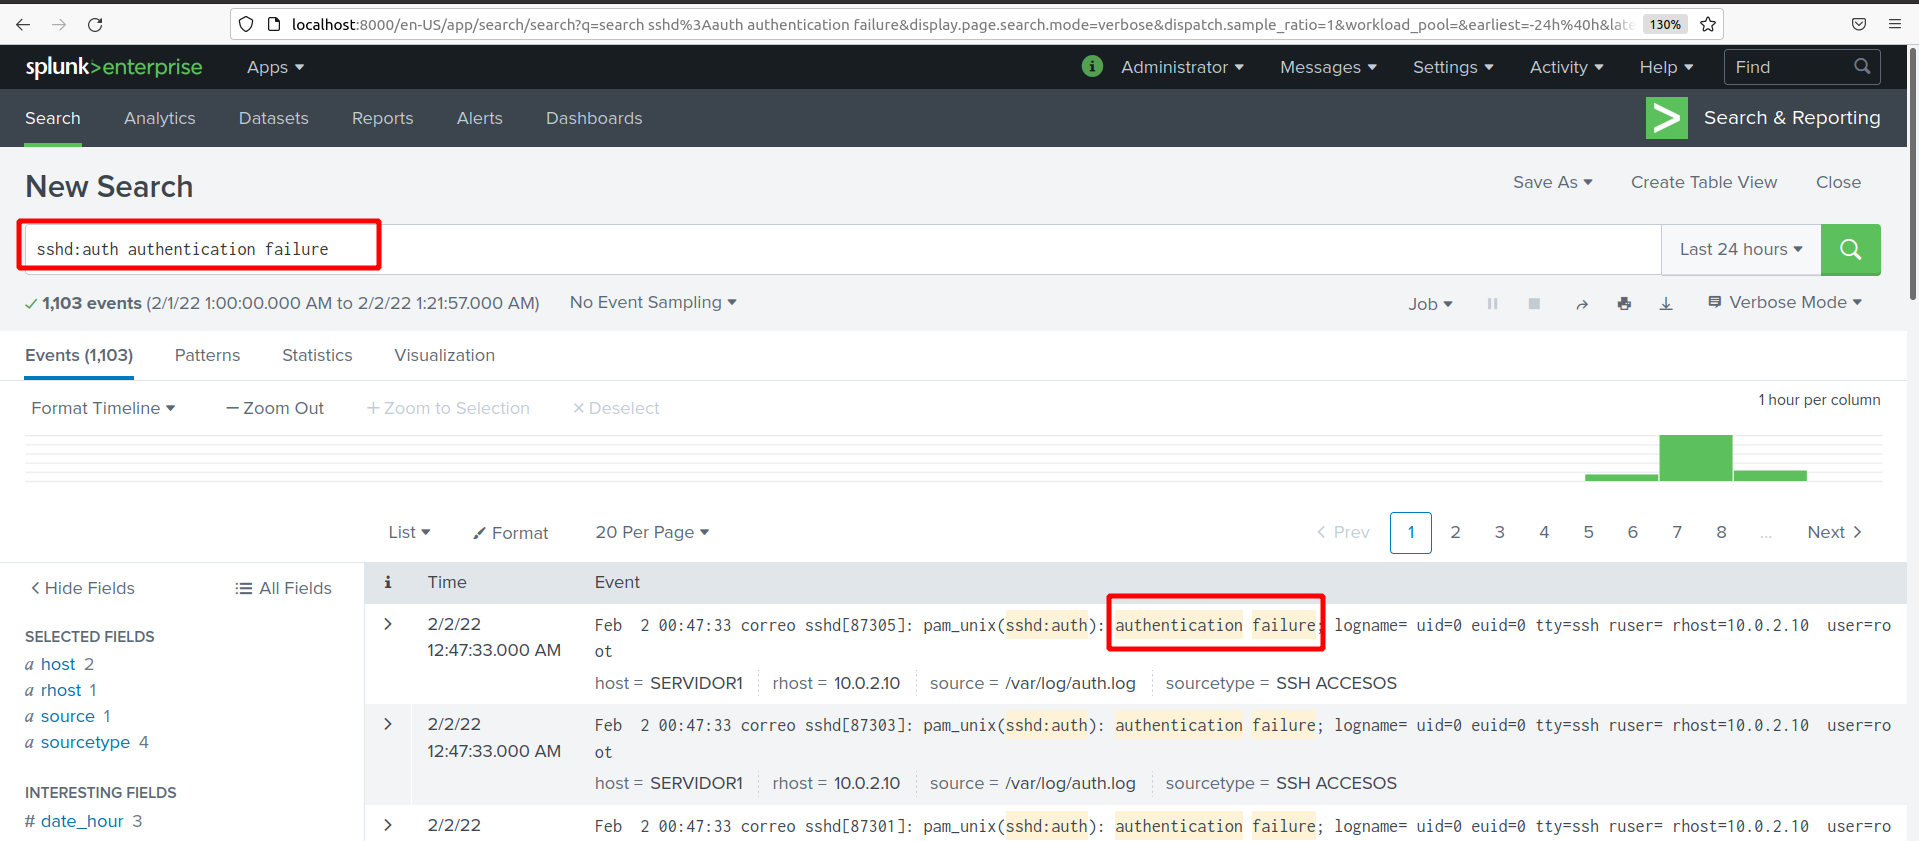 localhost:8000/en-US/app/search/search?q=search sshd%3Aauth authentication failure&display.page.search.mode=verbose&dispatch.sample_ratio=1&workload_pool=&earliest=-24h%40h&late 130%
splunk>enterprise Apps i Administrator Messages Settings Activity Help Find
Search Analytics Datasets Reports Alerts Dashboards > Search & Reporting
New Search Save As Create Table View Close
sshd:auth authentication failure Last 24 hours
1,103 events (2/1/22 1:00:00.000 AM to 2/2/22 1:21:57.000 AM) No Event Sampling Job Verbose Mode
Events (1,103) Patterns Statistics Visualization
Format Timeline — Zoom Out + Zoom to Selection × Deselect 1 hour per column
List Format 20 Per Page < Prev 1 2 3 4 5 6 7 8 ... Next >
< Hide Fields All Fields
i Time Event
SELECTED FIELDS
a host 2
a rhost 1
a source 1
a sourcetype 4
INTERESTING FIELDS
# date_hour 3
> 2/2/22 Feb  2 00:47:33 correo sshd[87305]: pam_unix(sshd:auth): authentication failure; logname= uid=0 euid=0 tty=ssh ruser= rhost=10.0.2.10  user=ro
12:47:33.000 AM ot
host = SERVIDOR1 rhost = 10.0.2.10 source = /var/log/auth.log sourcetype = SSH ACCESOS
> 2/2/22 Feb  2 00:47:33 correo sshd[87303]: pam_unix(sshd:auth): authentication failure; logname= uid=0 euid=0 tty=ssh ruser= rhost=10.0.2.10  user=ro
12:47:33.000 AM ot
host = SERVIDOR1 rhost = 10.0.2.10 source = /var/log/auth.log sourcetype = SSH ACCESOS
> 2/2/22 Feb  2 00:47:33 correo sshd[87301]: pam_unix(sshd:auth): authentication failure; logname= uid=0 euid=0 tty=ssh ruser= rhost=10.0.2.10  user=ro